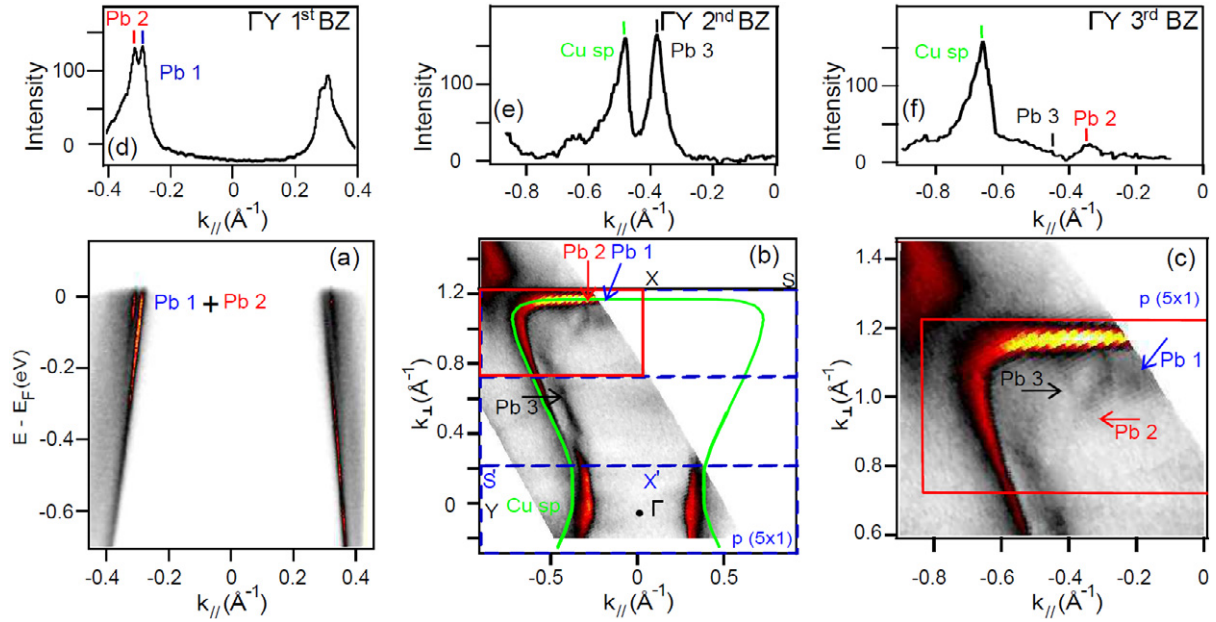 ΓY 1st BZ
Pb 2
Pb 1
Intensity
100
0
(d)
-0.4 -0.2 0 0.2 0.4
k//(Å-1)
ΓY 2nd BZ
Cu sp
Pb 3
Intensity
100
0
(e)
-0.8 -0.6 -0.4 -0.2 0
k//(Å-1)
ΓY 3rd BZ
Cu sp
Pb 3
Pb 2
Intensity
100
0
(f)
-0.8 -0.6 -0.4 -0.2 0
k//(Å-1)
(a)
Pb 1 + Pb 2
E - EF(eV)
0
-0.2
-0.4
-0.6
-0.4 -0.2 0 0.2 0.4
k//(Å-1)
(b)
Pb 2
Pb 1
X
S
Pb 3
S'
X'
Y
Cu sp
Γ
p (5x1)
k⊥(Å-1)
1.2
0.8
0.4
0
-0.5 0 0.5
k//(Å-1)
(c)
p (5x1)
Pb 1
Pb 3
Pb 2
k⊥(Å-1)
1.4
1.2
1.0
0.8
0.6
-0.8 -0.6 -0.4 -0.2 0
k//(Å-1)